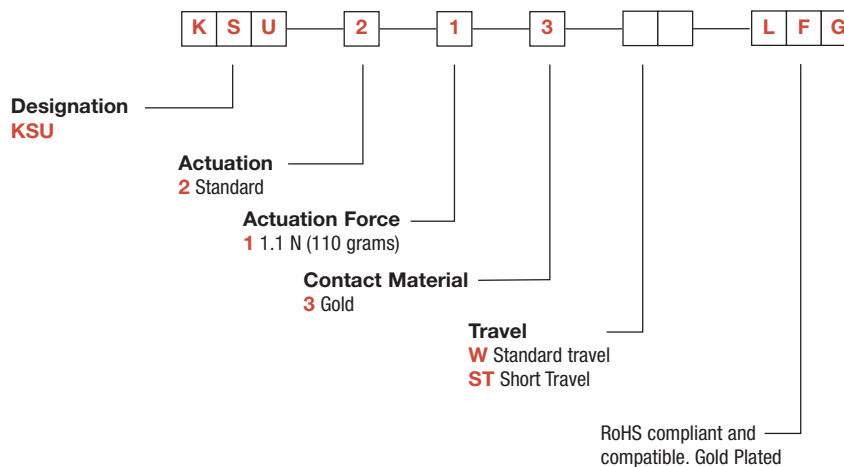 K S U 2 1 3 L F G
Designation
KSU
Actuation
2 Standard
Actuation Force
1 1.1 N (110 grams)
Contact Material
3 Gold
Travel
W Standard travel
ST Short Travel
RoHS compliant and
compatible. Gold Plated